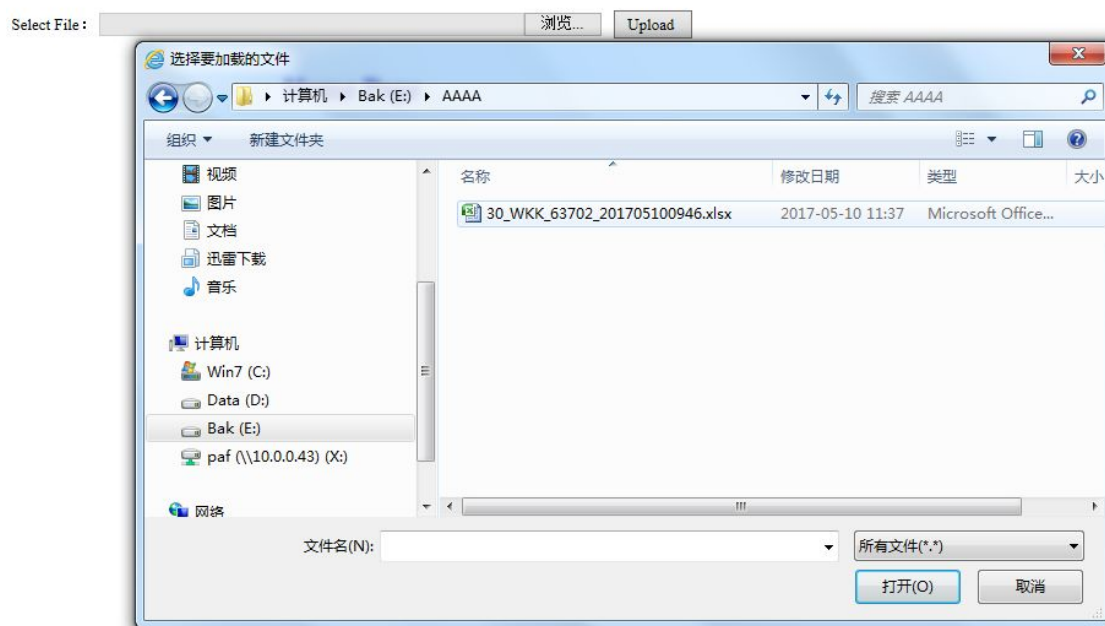 Select File： 浏览... Upload
选择要加载的文件
计算机 Bak (E:) AAAA 搜索 AAAA
组织 新建文件夹
视频
图片
文档
迅雷下载
音乐
计算机
Win7 (C:)
Data (D:)
Bak (E:)
paf (\\10.0.0.43) (X:)
网络
名称 修改日期 类型 大小
30_WKK_63702_201705100946.xlsx 2017-05-10 11:37 Microsoft Office...
文件名(N): 所有文件(*.*)
打开(O) 取消